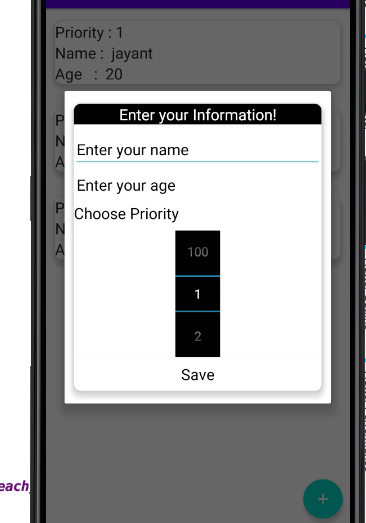 Priority : 1
Name : jayant
Age : 20
Enter your Information!
P
Enter your name
N
A
Enter your age
P
Choose Priority
N
A
100
1
2
Save
each
+